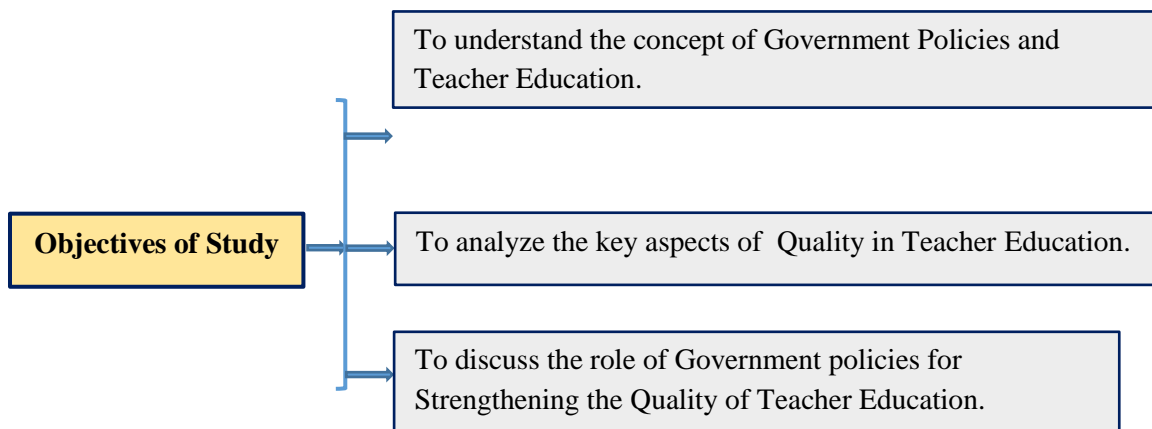 To understand the concept of Government Policies and
Teacher Education.
Objectives of Study
To analyze the key aspects of  Quality in Teacher Education.
To discuss the role of Government policies for
Strengthening the Quality of Teacher Education.